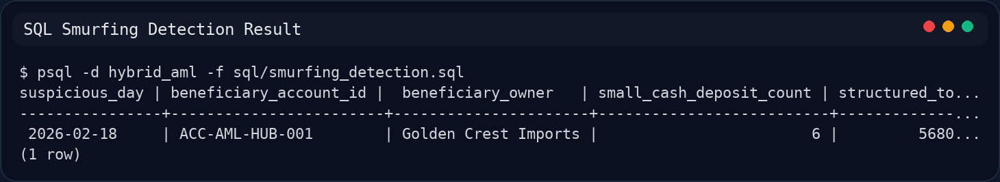 SQL Smurfing Detection Result
$ psql -d hybrid_aml -f sql/smurfing_detection.sql
suspicious_day | beneficiary_account_id |  beneficiary_owner   | small_cash_deposit_count | structured_to...
----------------+------------------------+----------------------+--------------------------+-------------...
 2026-02-18     | ACC-AML-HUB-001        | Golden Crest Imports |                        6 |         5680...
(1 row)